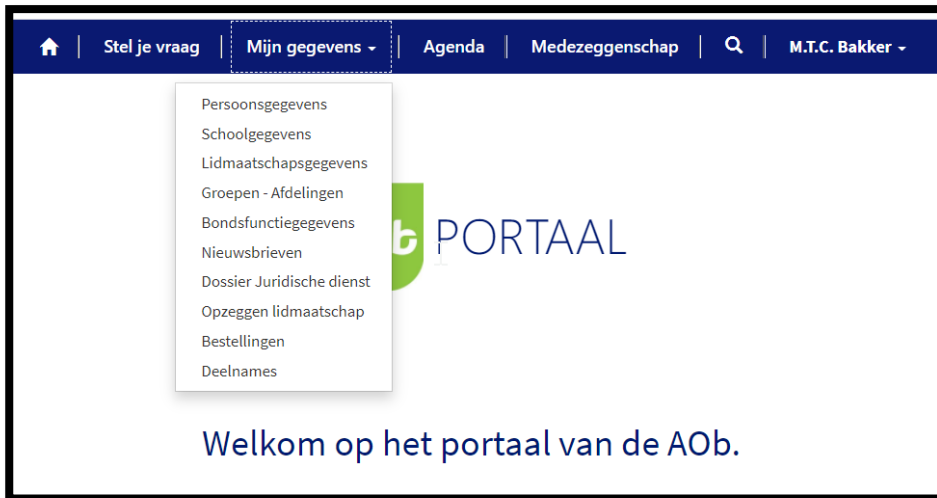 Stel je vraag Mijn gegevens Agenda Medezeggenschap M.T.C. Bakker
Persoonsgegevens
Schoolgegevens
Lidmaatschapsgegevens
Groepen - Afdelingen
Bondsfunctiegegevens
Nieuwsbrieven
Dossier Juridische dienst
Opzeggen lidmaatschap
Bestellingen
Deelnames
PORTAAL
Welkom op het portaal van de AOb.